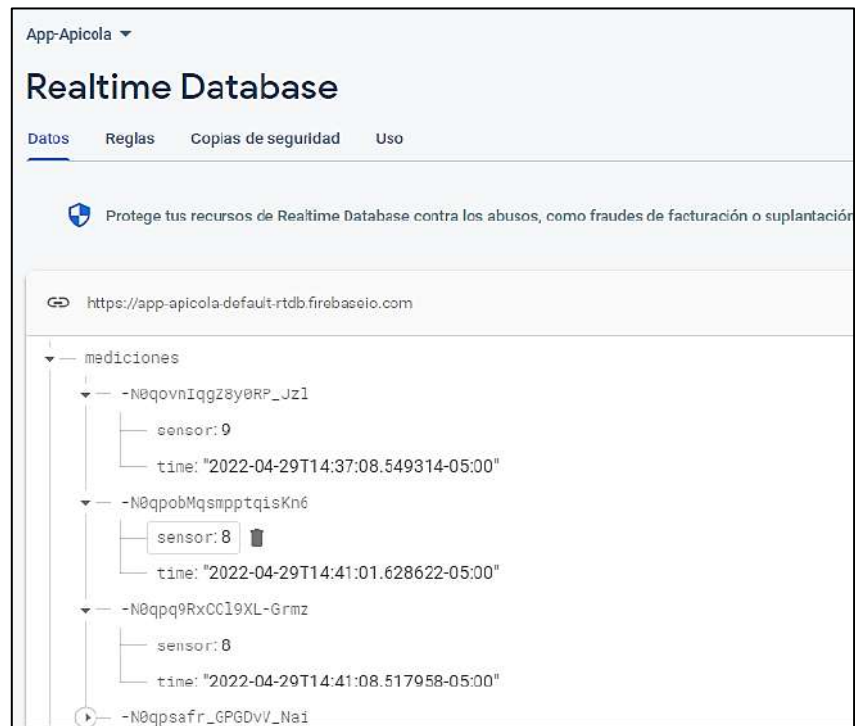 App-Apicola
Realtime Database
Datos Reglas Copias de seguridad Uso
Protege tus recursos de Realtime Database contra los abusos, como fraudes de facturación o suplantación
https://app-apicola-default-rtdb.firebaseio.com
mediciones
-N0qovnIqgZ8y0RP_Jzl
sensor: 9
time: "2022-04-29T14:37:08.549314-05:00"
-N0qpobMqsmpptqisKn6
sensor: 8
time: "2022-04-29T14:41:01.628622-05:00"
-N0qpq9RxCCl9XL-Grmz
sensor: 8
time: "2022-04-29T14:41:08.517958-05:00"
-N0qpsafr_GPGDvV_Nai